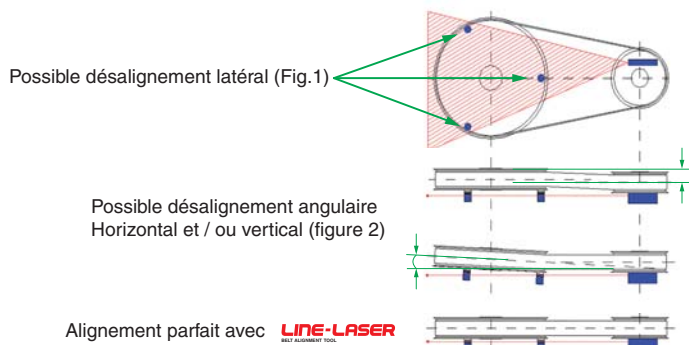 Possible désalignement latéral (Fig.1)
Possible désalignement angulaire
Horizontal et / ou vertical (figure 2)
Alignement parfait avec LINE-LASER
BELT ALIGNMENT TOOL